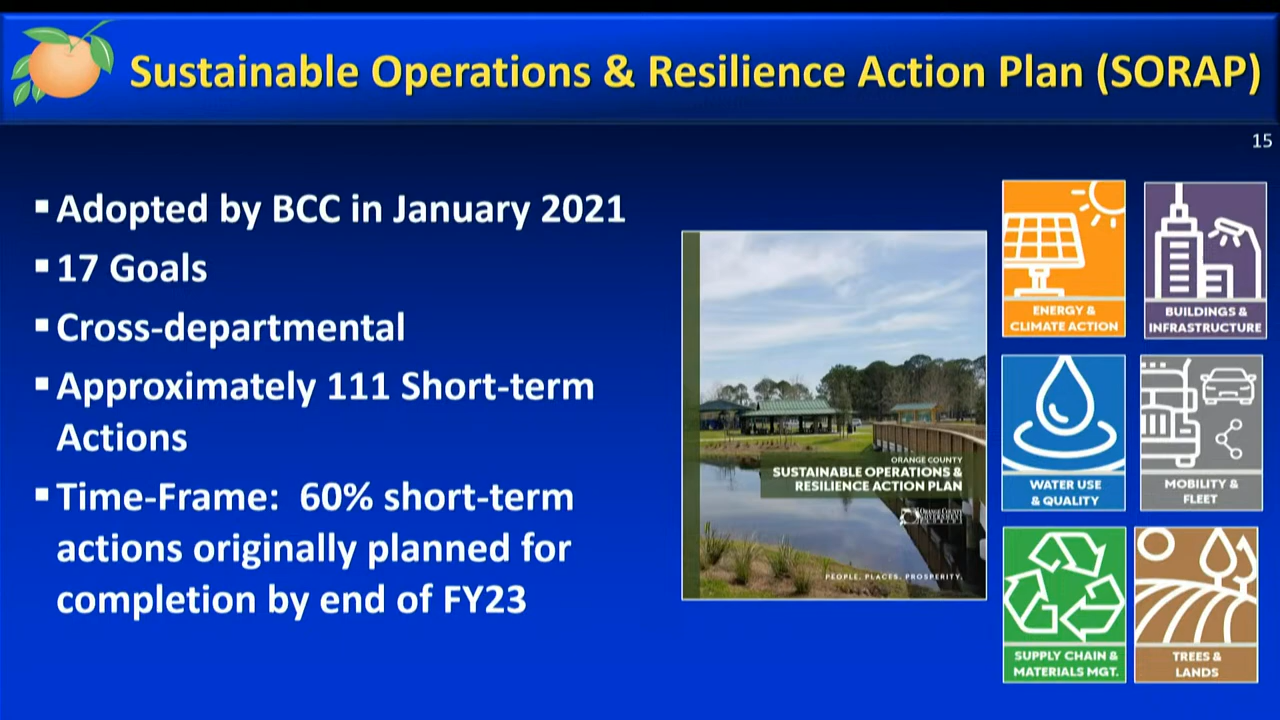 Sustainable Operations & Resilience Action Plan (SORAP)
15
Adopted by BCC in January 2021
17 Goals
Cross-departmental
Approximately 111 Short-term
Actions
Time-Frame: 60% short-term
actions originally planned for
completion by end of FY23
ORANGE COUNTY
SUSTAINABLE OPERATIONS &
RESILIENCE ACTION PLAN
ORANGE COUNTY
GOVERNMENT
PEOPLE. PLACES. PROSPERITY.
ENERGY &
CLIMATE ACTION
BUILDINGS &
INFRASTRUCTURE
WATER USE
& QUALITY
MOBILITY &
FLEET
SUPPLY CHAIN &
MATERIALS MGT.
TREES &
LANDS